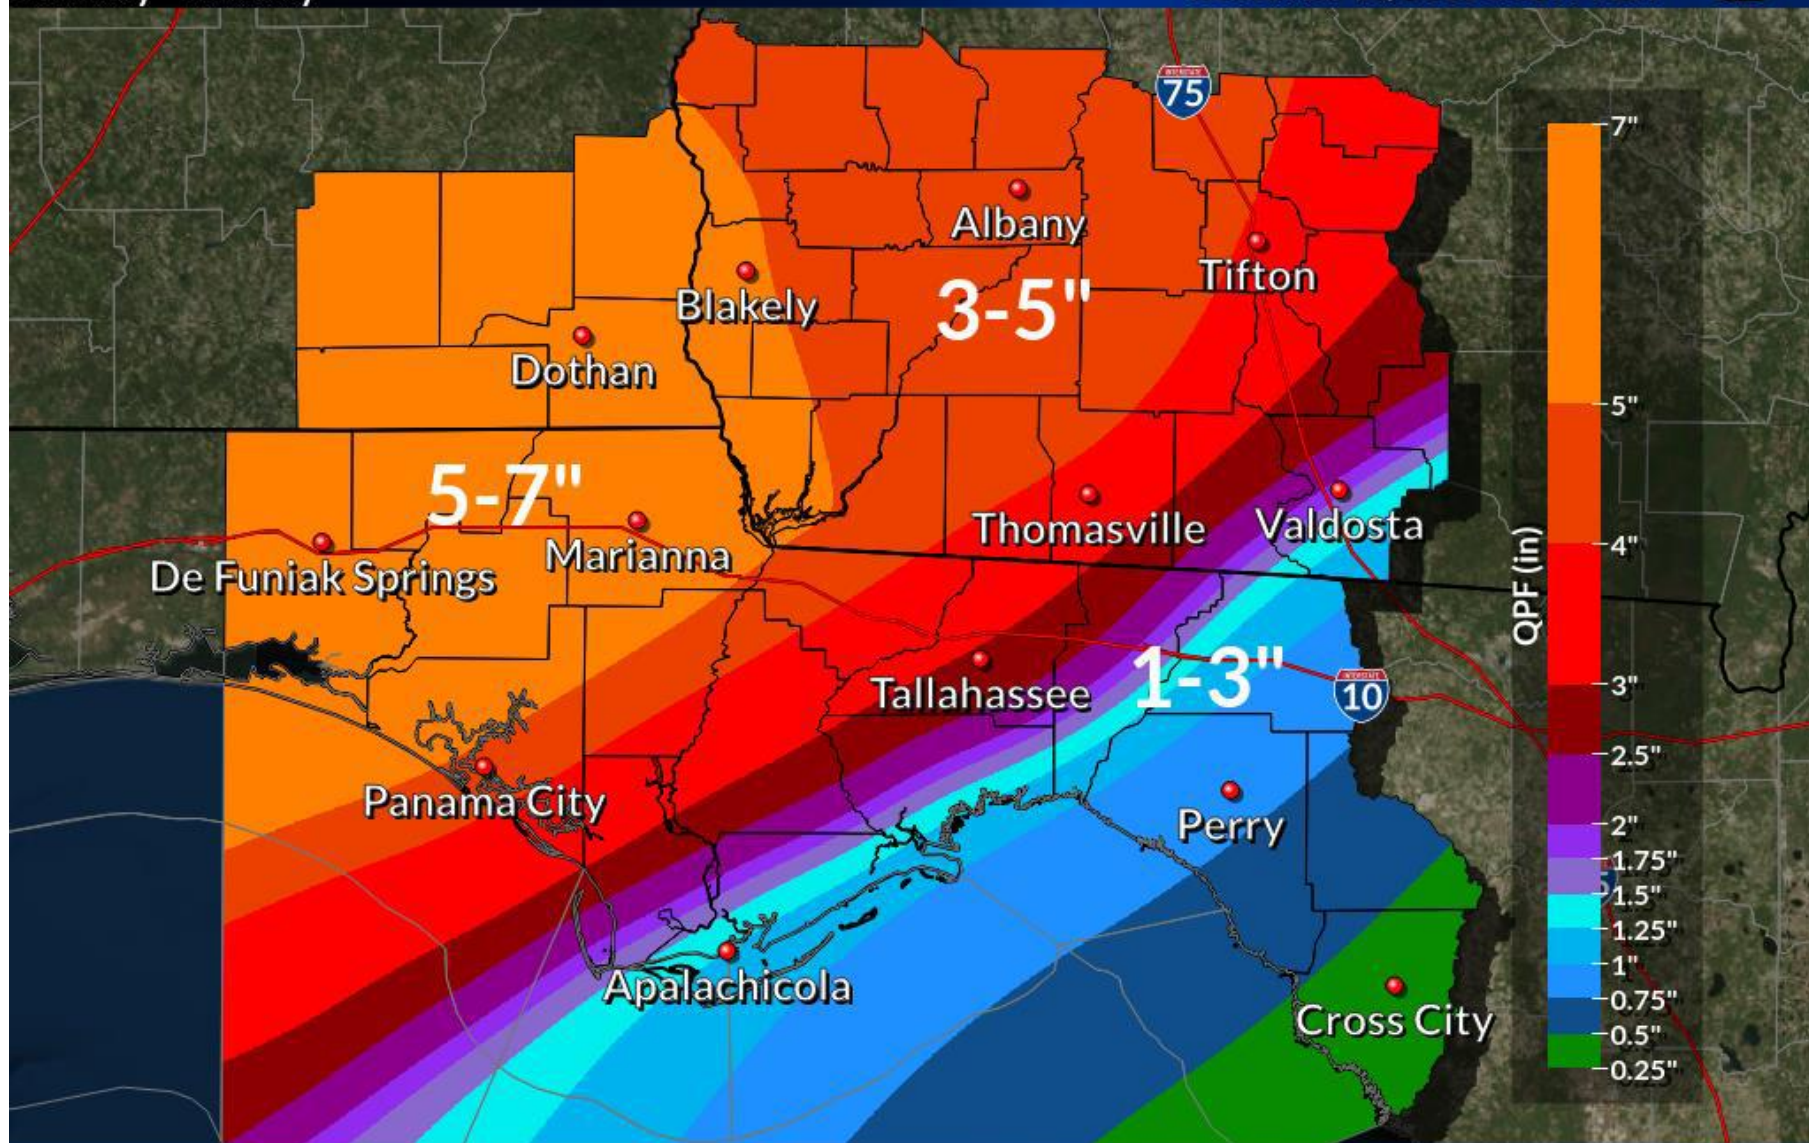 INTERSTATE
75
7"
Albany
Tifton
Blakely
3-5"
Dothan
5"
5-7"
Thomasville
Valdosta
Marianna
De Funiak Springs
4"
QPF (in)
1-3"
Tallahassee
INTERSTATE
10
3"
2.5"
Panama City
Perry
2"
1.75"
1.5"
1.25"
Apalachicola
1"
0.75"
Cross City
0.5"
0.25"